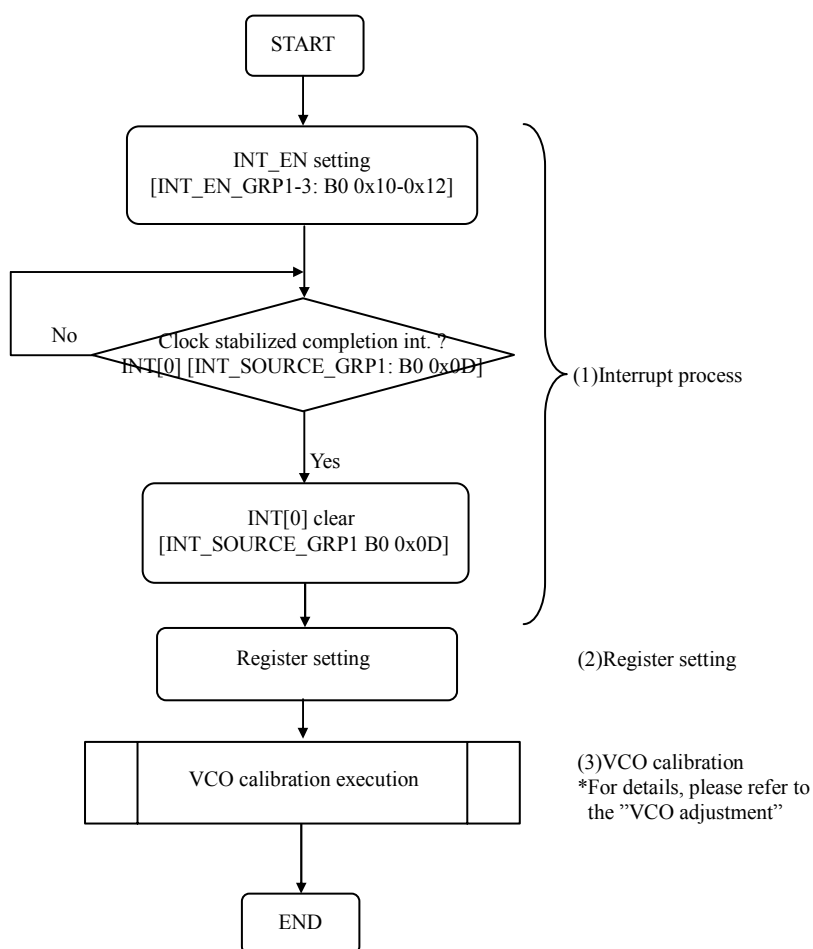 START
INT_EN setting
[INT_EN_GRP1-3: B0 0x10-0x12]
No
Clock stabilized completion int. ?
INT[0] [INT_SOURCE_GRP1: B0 0x0D]
(1)Interrupt process
Yes
INT[0] clear
[INT_SOURCE_GRP1 B0 0x0D]
Register setting
(2)Register setting
VCO calibration execution
(3)VCO calibration
*For details, please refer to
the ”VCO adjustment”
END